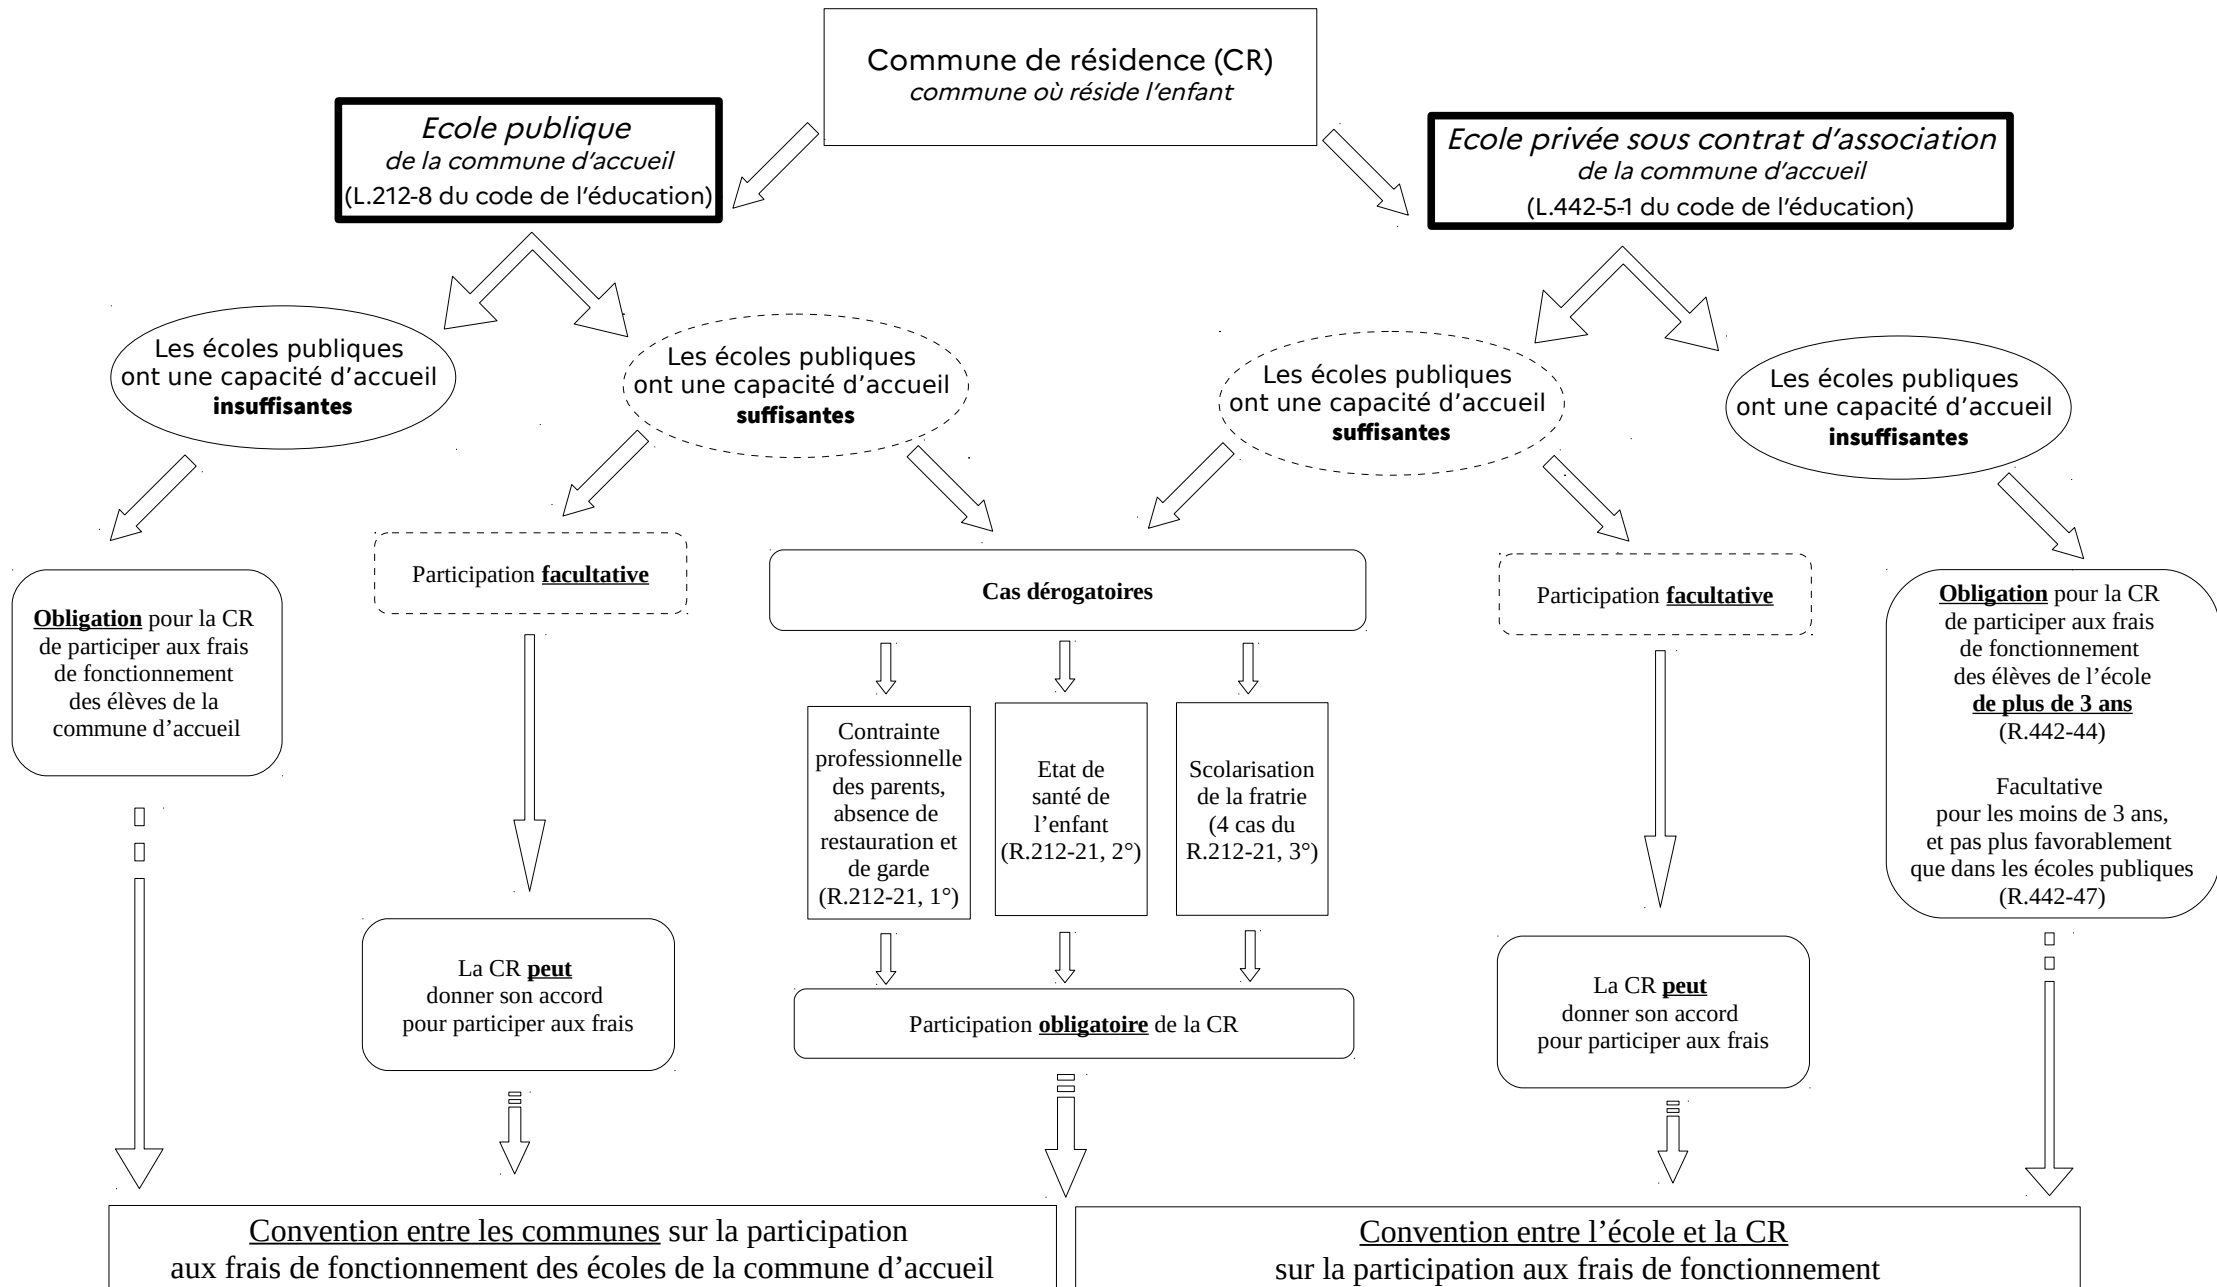 Commune de résidence (CR)
commune où réside l'enfant
Ecole publique
de la commune d'accueil
(L.212-8 du code de l'éducation)
Ecole privée sous contrat d'association
de la commune d'accueil
(L.442-5-1 du code de l'éducation)
Les écoles publiques
ont une capacité d'accueil
insuffisantes
Les écoles publiques
ont une capacité d'accueil
suffisantes
Les écoles publiques
ont une capacité d'accueil
suffisantes
Les écoles publiques
ont une capacité d'accueil
insuffisantes
Obligation pour la CR
de participer aux frais
de fonctionnement
des élèves de la
commune d'accueil
Participation facultative
Cas dérogatoires
Participation facultative
Obligation pour la CR
de participer aux frais
de fonctionnement
des élèves de l'école
de plus de 3 ans
(R.442-44)
Facultative
pour les moins de 3 ans,
et pas plus favorablement
que dans les écoles publiques
(R.442-47)
Contrainte
professionnelle
des parents,
absence de
restauration et
de garde
(R.212-21, 1°)
Etat de
santé de
l'enfant
(R.212-21, 2°)
Scolarisation
de la fratrie
(4 cas du
R.212-21, 3°)
La CR peut
donner son accord
pour participer aux frais
Participation obligatoire de la CR
La CR peut
donner son accord
pour participer aux frais
Convention entre les communes sur la participation
aux frais de fonctionnement des écoles de la commune d'accueil
Convention entre l'école et la CR
sur la participation aux frais de fonctionnement